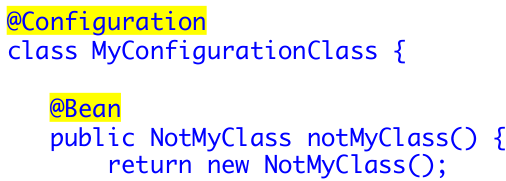 @Configuration
class MyConfigurationClass {
@Bean
public NotMyClass notMyClass() {
return new NotMyClass();